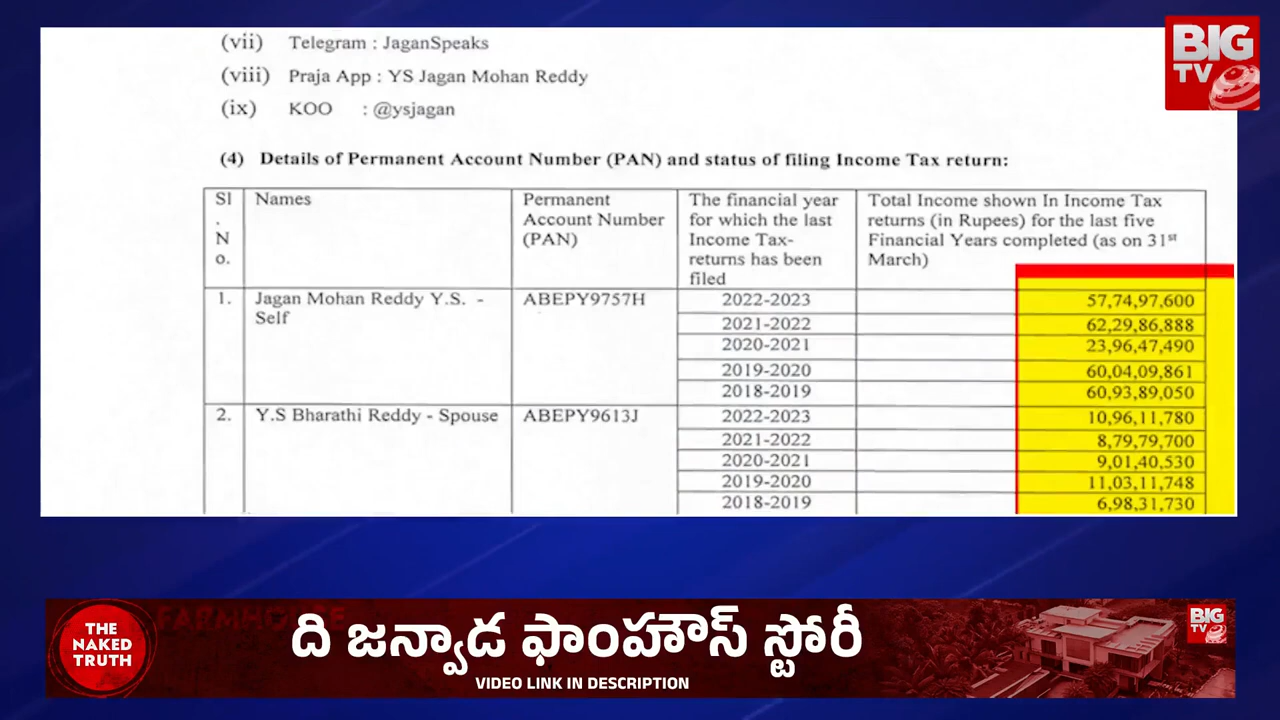 (vii) Telegram : JaganSpeaks
BIG
TV
(viii) Praja App : YS Jagan Mohan Reddy
(ix) KOO : @ysjagan
(4) Details of Permanent Account Number (PAN) and status of filing Income Tax return:
Sl
.
N
o.
Names
Permanent
Account Number
(PAN)
The financial year
for which the last
Income Tax-
returns has been
filed
Total Income shown In Income Tax
returns (in Rupees) for the last five
Financial Years completed (as on 31st
March)
1. Jagan Mohan Reddy Y.S. - ABEPY9757H 2022-2023 57,74,97,600
Self
2021-2022 62,29,86,888
2020-2021 23,96,47,490
2019-2020 60,04,09,861
2018-2019 60,93,89,050
2. Y.S Bharathi Reddy - Spouse ABEPY9613J 2022-2023 10,96,11,780
2021-2022 8,79,79,700
2020-2021 9,01,40,530
2019-2020 11,03,11,748
2018-2019 6,98,31,730
FARMHOUSE
THE
NAKED
TRUTH
ది జన్వాడ ఫాంహౌస్ స్టోరీ
VIDEO LINK IN DESCRIPTION
BIG
TV